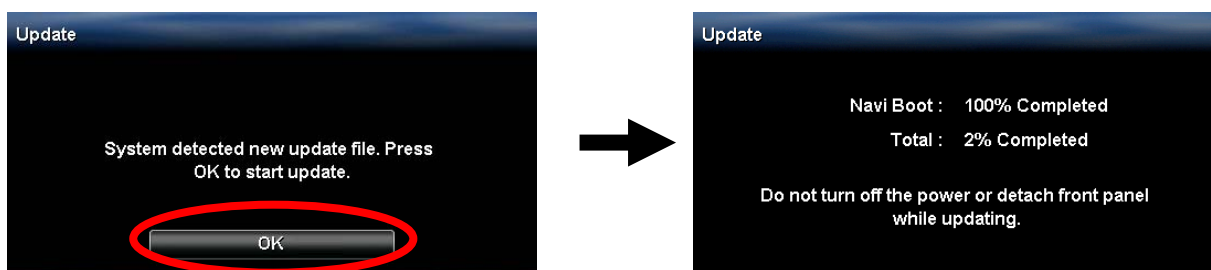 Update
System detected new update file. Press
OK to start update.
OK
Update
Navi Boot : 100% Completed
Total : 2% Completed
Do not turn off the power or detach front panel
while updating.